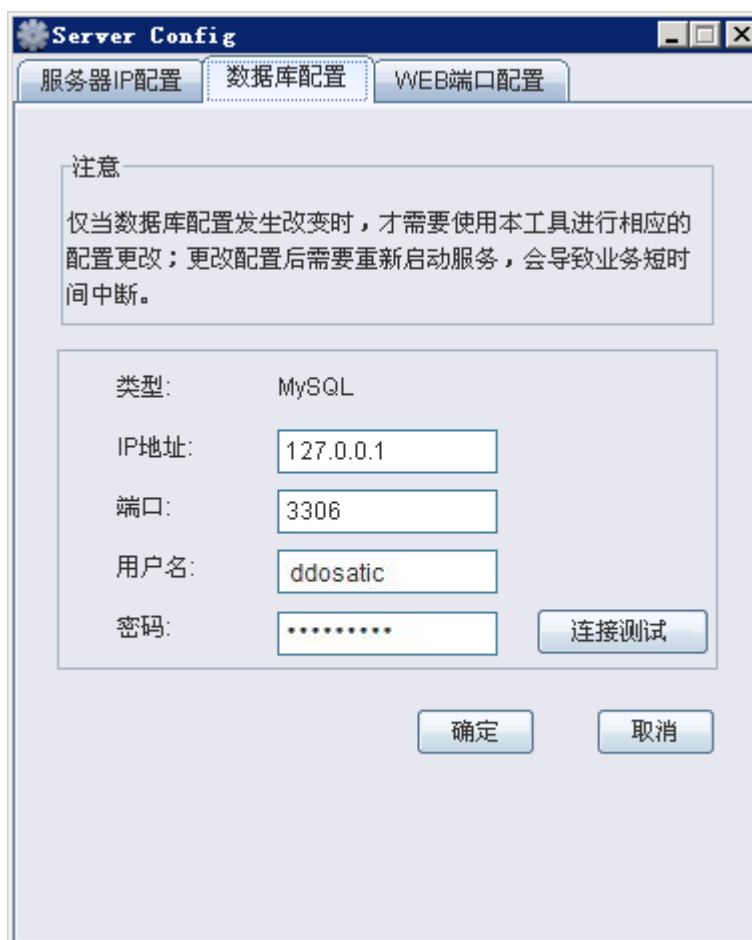 Server Config
服务器IP配置 数据库配置 WEB端口配置
注意
仅当数据库配置发生改变时，才需要使用本工具进行相应的
配置更改；更改配置后需要重新启动服务，会导致业务短时
间中断。
类型: MySQL
IP地址: 127.0.0.1
端口: 3306
用户名: ddosatic
密码: ••••••••• 连接测试
确定 取消